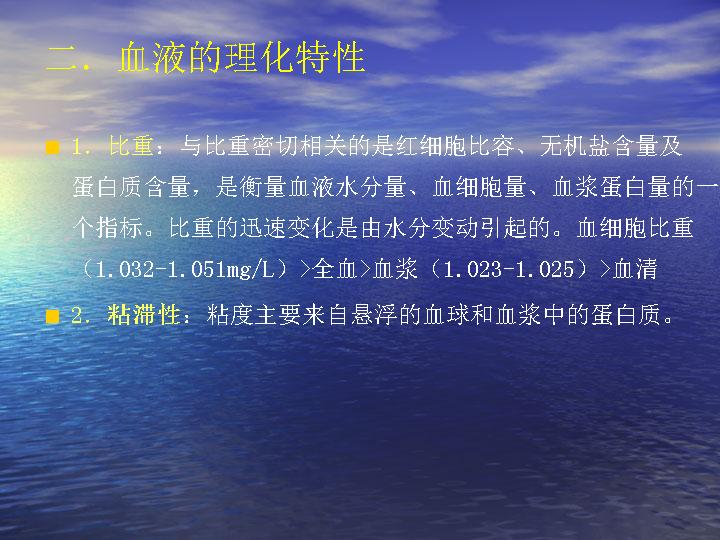 二．血液的理化特性
1．比重：与比重密切相关的是红细胞比容、无机盐含量及
蛋白质含量，是衡量血液水分量、血细胞量、血浆蛋白量的一
个指标。比重的迅速变化是由水分变动引起的。血细胞比重
（1.032-1.051mg/L）>全血>血浆（1.023-1.025）>血清
2．粘滞性：粘度主要来自悬浮的血球和血浆中的蛋白质。